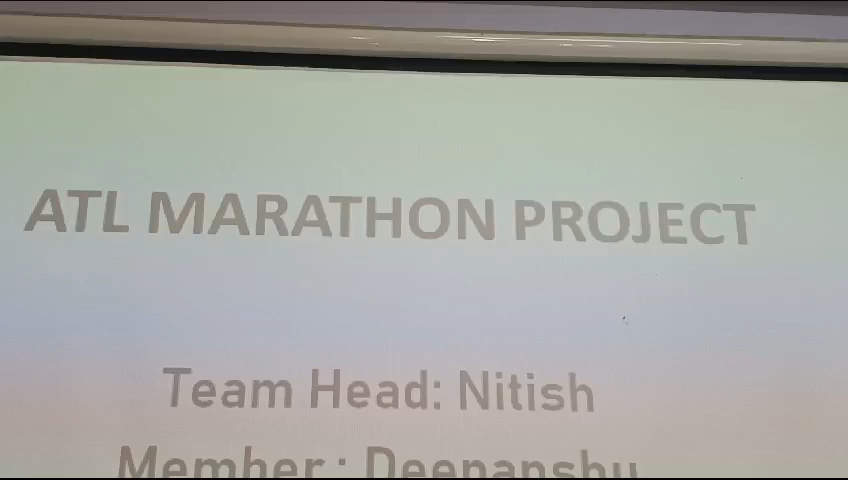 ATL MARATHON PROJECT
Team Head: Nitish
Member : Deepanshu